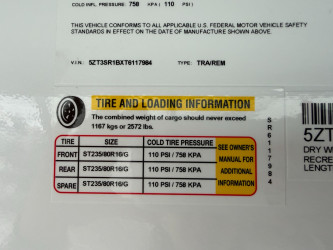 COLD INFL. PRESSURE: 758 KPA ( 110 PSI )
THIS VEHICLE CONFORMS TO ALL APPLICABLE U.S. FEDERAL MOTOR VEHICLE SAFETY
STANDARDS IN EFFECT ON THE DATE OF MANUFACTURE SHOWN ABOVE.
V.I.N: 5ZT3SR1BXT6117984 TYPE: TRA/REM
TIRE AND LOADING INFORMATION
The combined weight of cargo should never exceed
1167 kgs or 2572 lbs.
TIRE SIZE COLD TIRE PRESSURE
FRONT ST235/80R16/G 110 PSI / 758 KPA
REAR ST235/80R16/G 110 PSI / 758 KPA
SPARE ST235/80R16/G 110 PSI / 758 KPA
SEE OWNER'S
MANUAL FOR
ADDITIONAL
INFORMATION
SR6117984
5ZT
DRY W
RECRE
LENGT